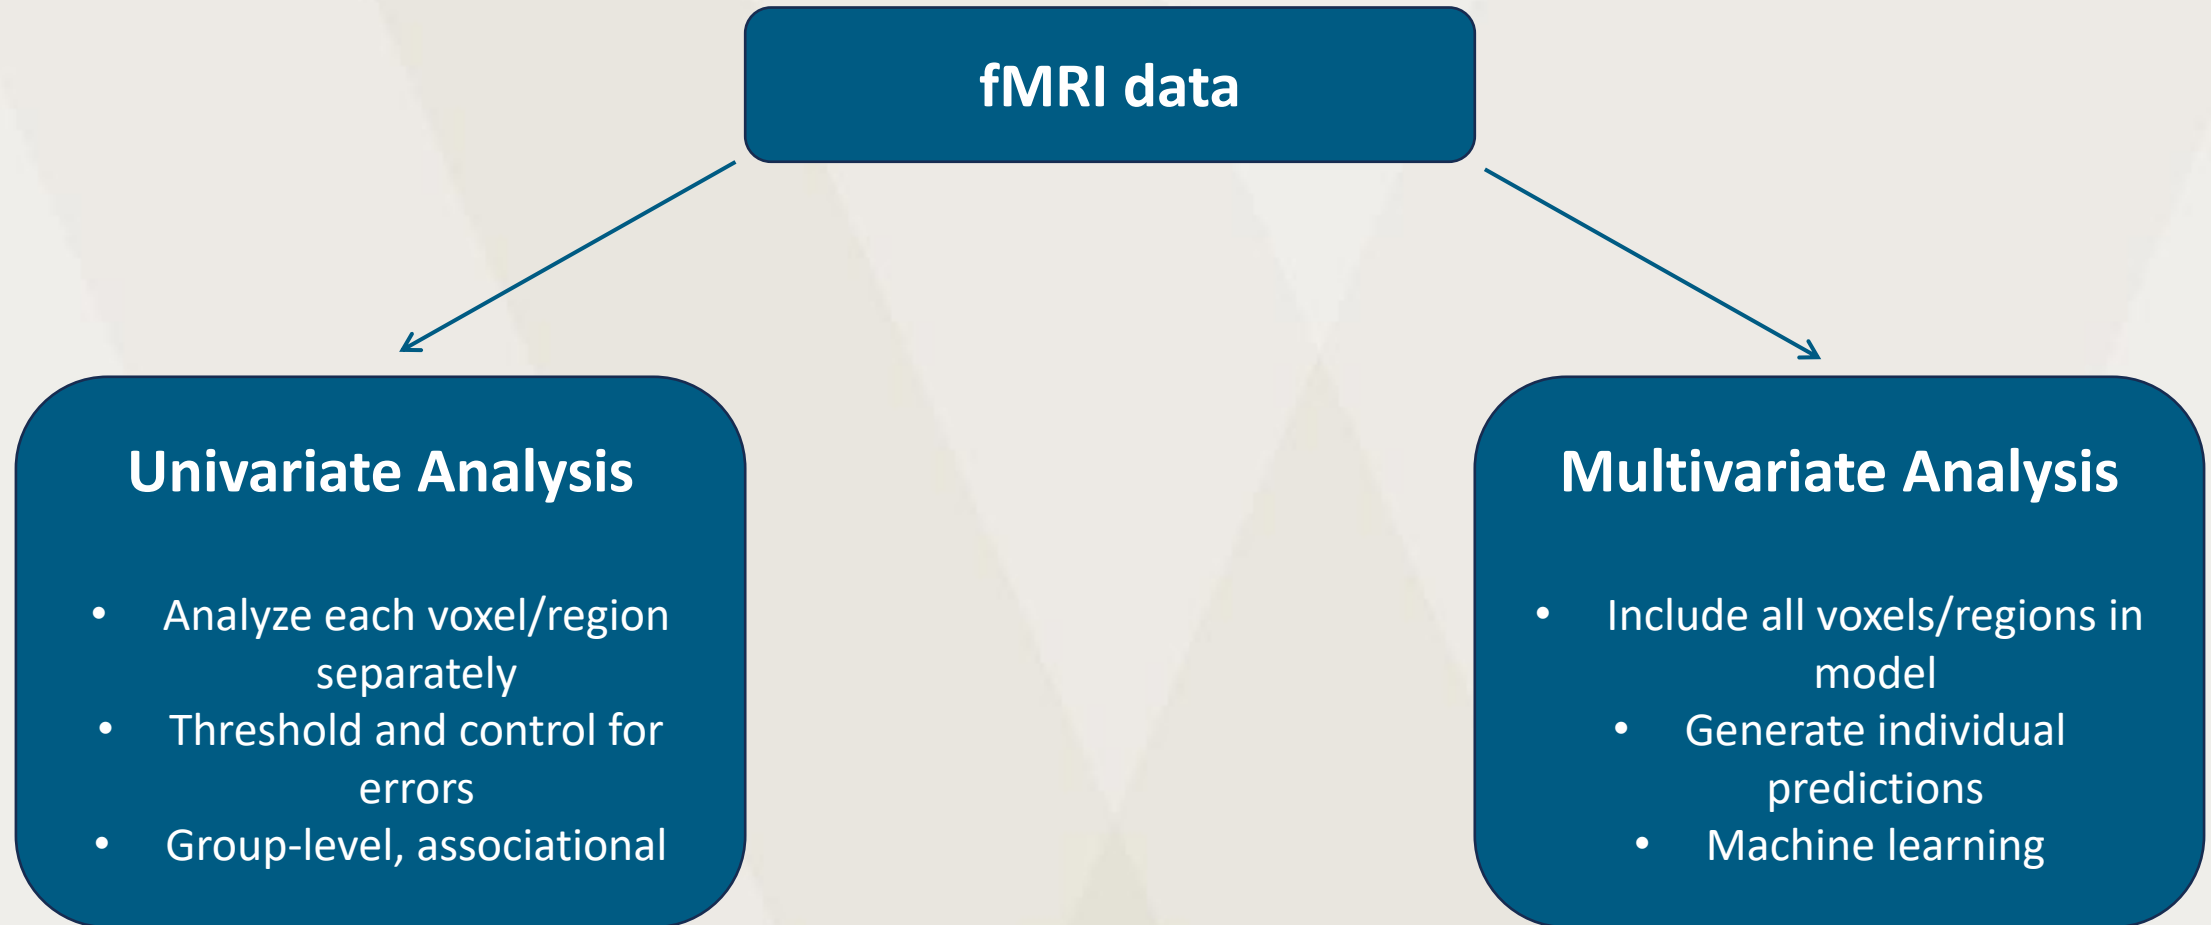 fMRI data
Univariate Analysis
• Analyze each voxel/region
separately
• Threshold and control for
errors
• Group-level, associational
Multivariate Analysis
• Include all voxels/regions in
model
• Generate individual
predictions
• Machine learning